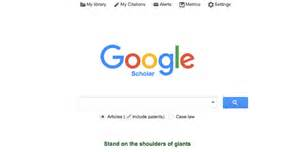 My library My Citations Alerts Metrics Settings
Google
Scholar
Articles ( include patents) Case law
Stand on the shoulders of giants